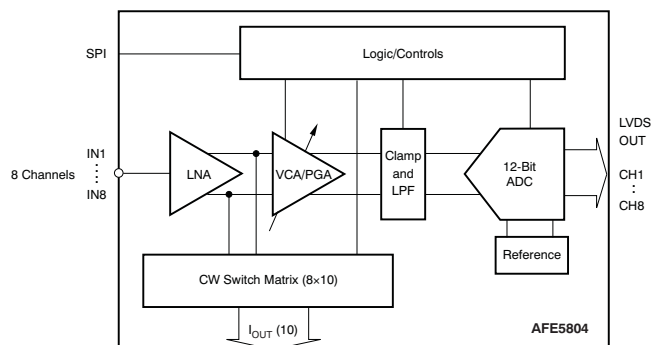 SPI
Logic/Controls
LVDS
OUT
8 Channels
IN1
IN8
LNA
VCA/PGA
Clamp
and
LPF
12-Bit
ADC
CH1
CH8
Reference
CW Switch Matrix (8×10)
IOUT (10)
AFE5804